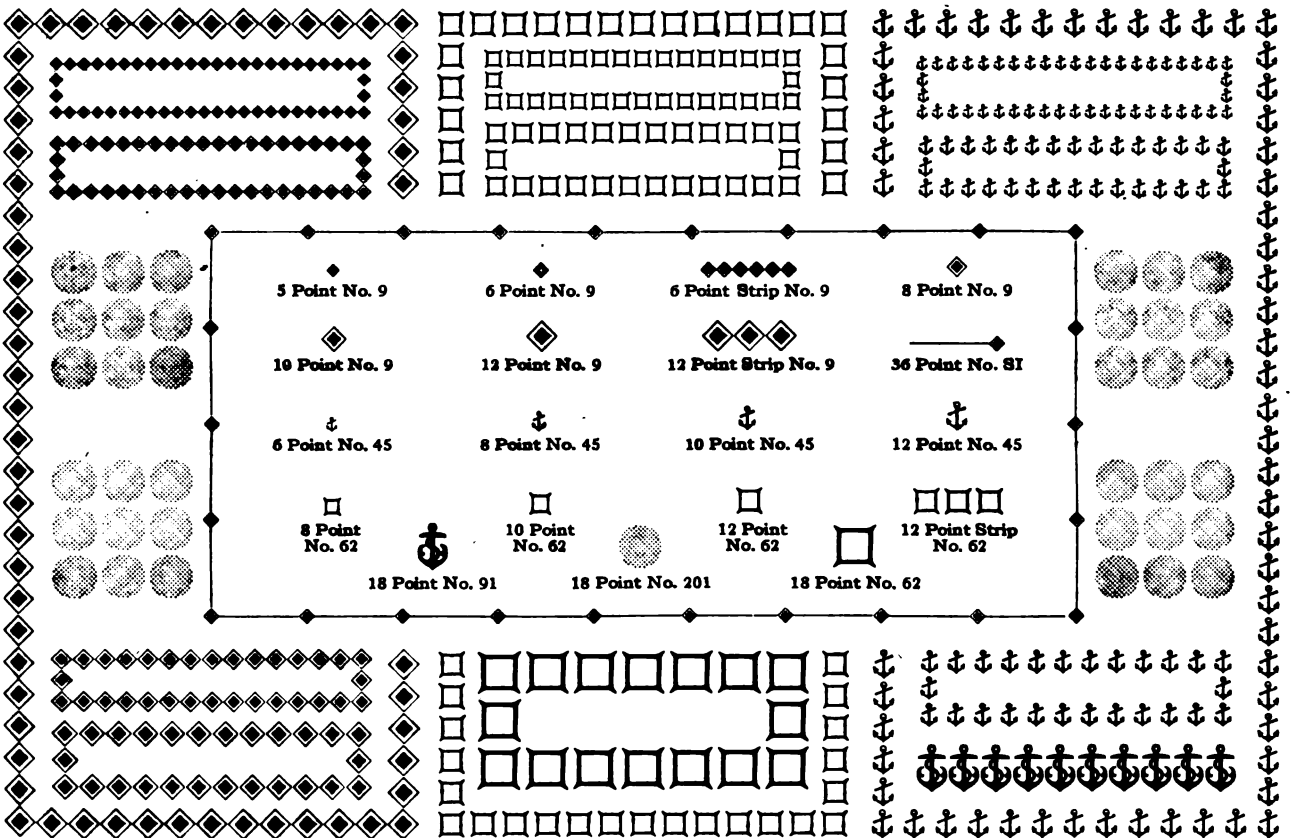 5 Point No. 9
6 Point No. 9
6 Point Strip No. 9
8 Point No. 9
10 Point No. 9
12 Point No. 9
12 Point Strip No. 9
36 Point No. SI
6 Point No. 45
8 Point No. 45
10 Point No. 45
12 Point No. 45
8 Point
No. 62
10 Point
No. 62
12 Point
No. 62
12 Point Strip
No. 62
18 Point No. 91
18 Point No. 201
18 Point No. 62